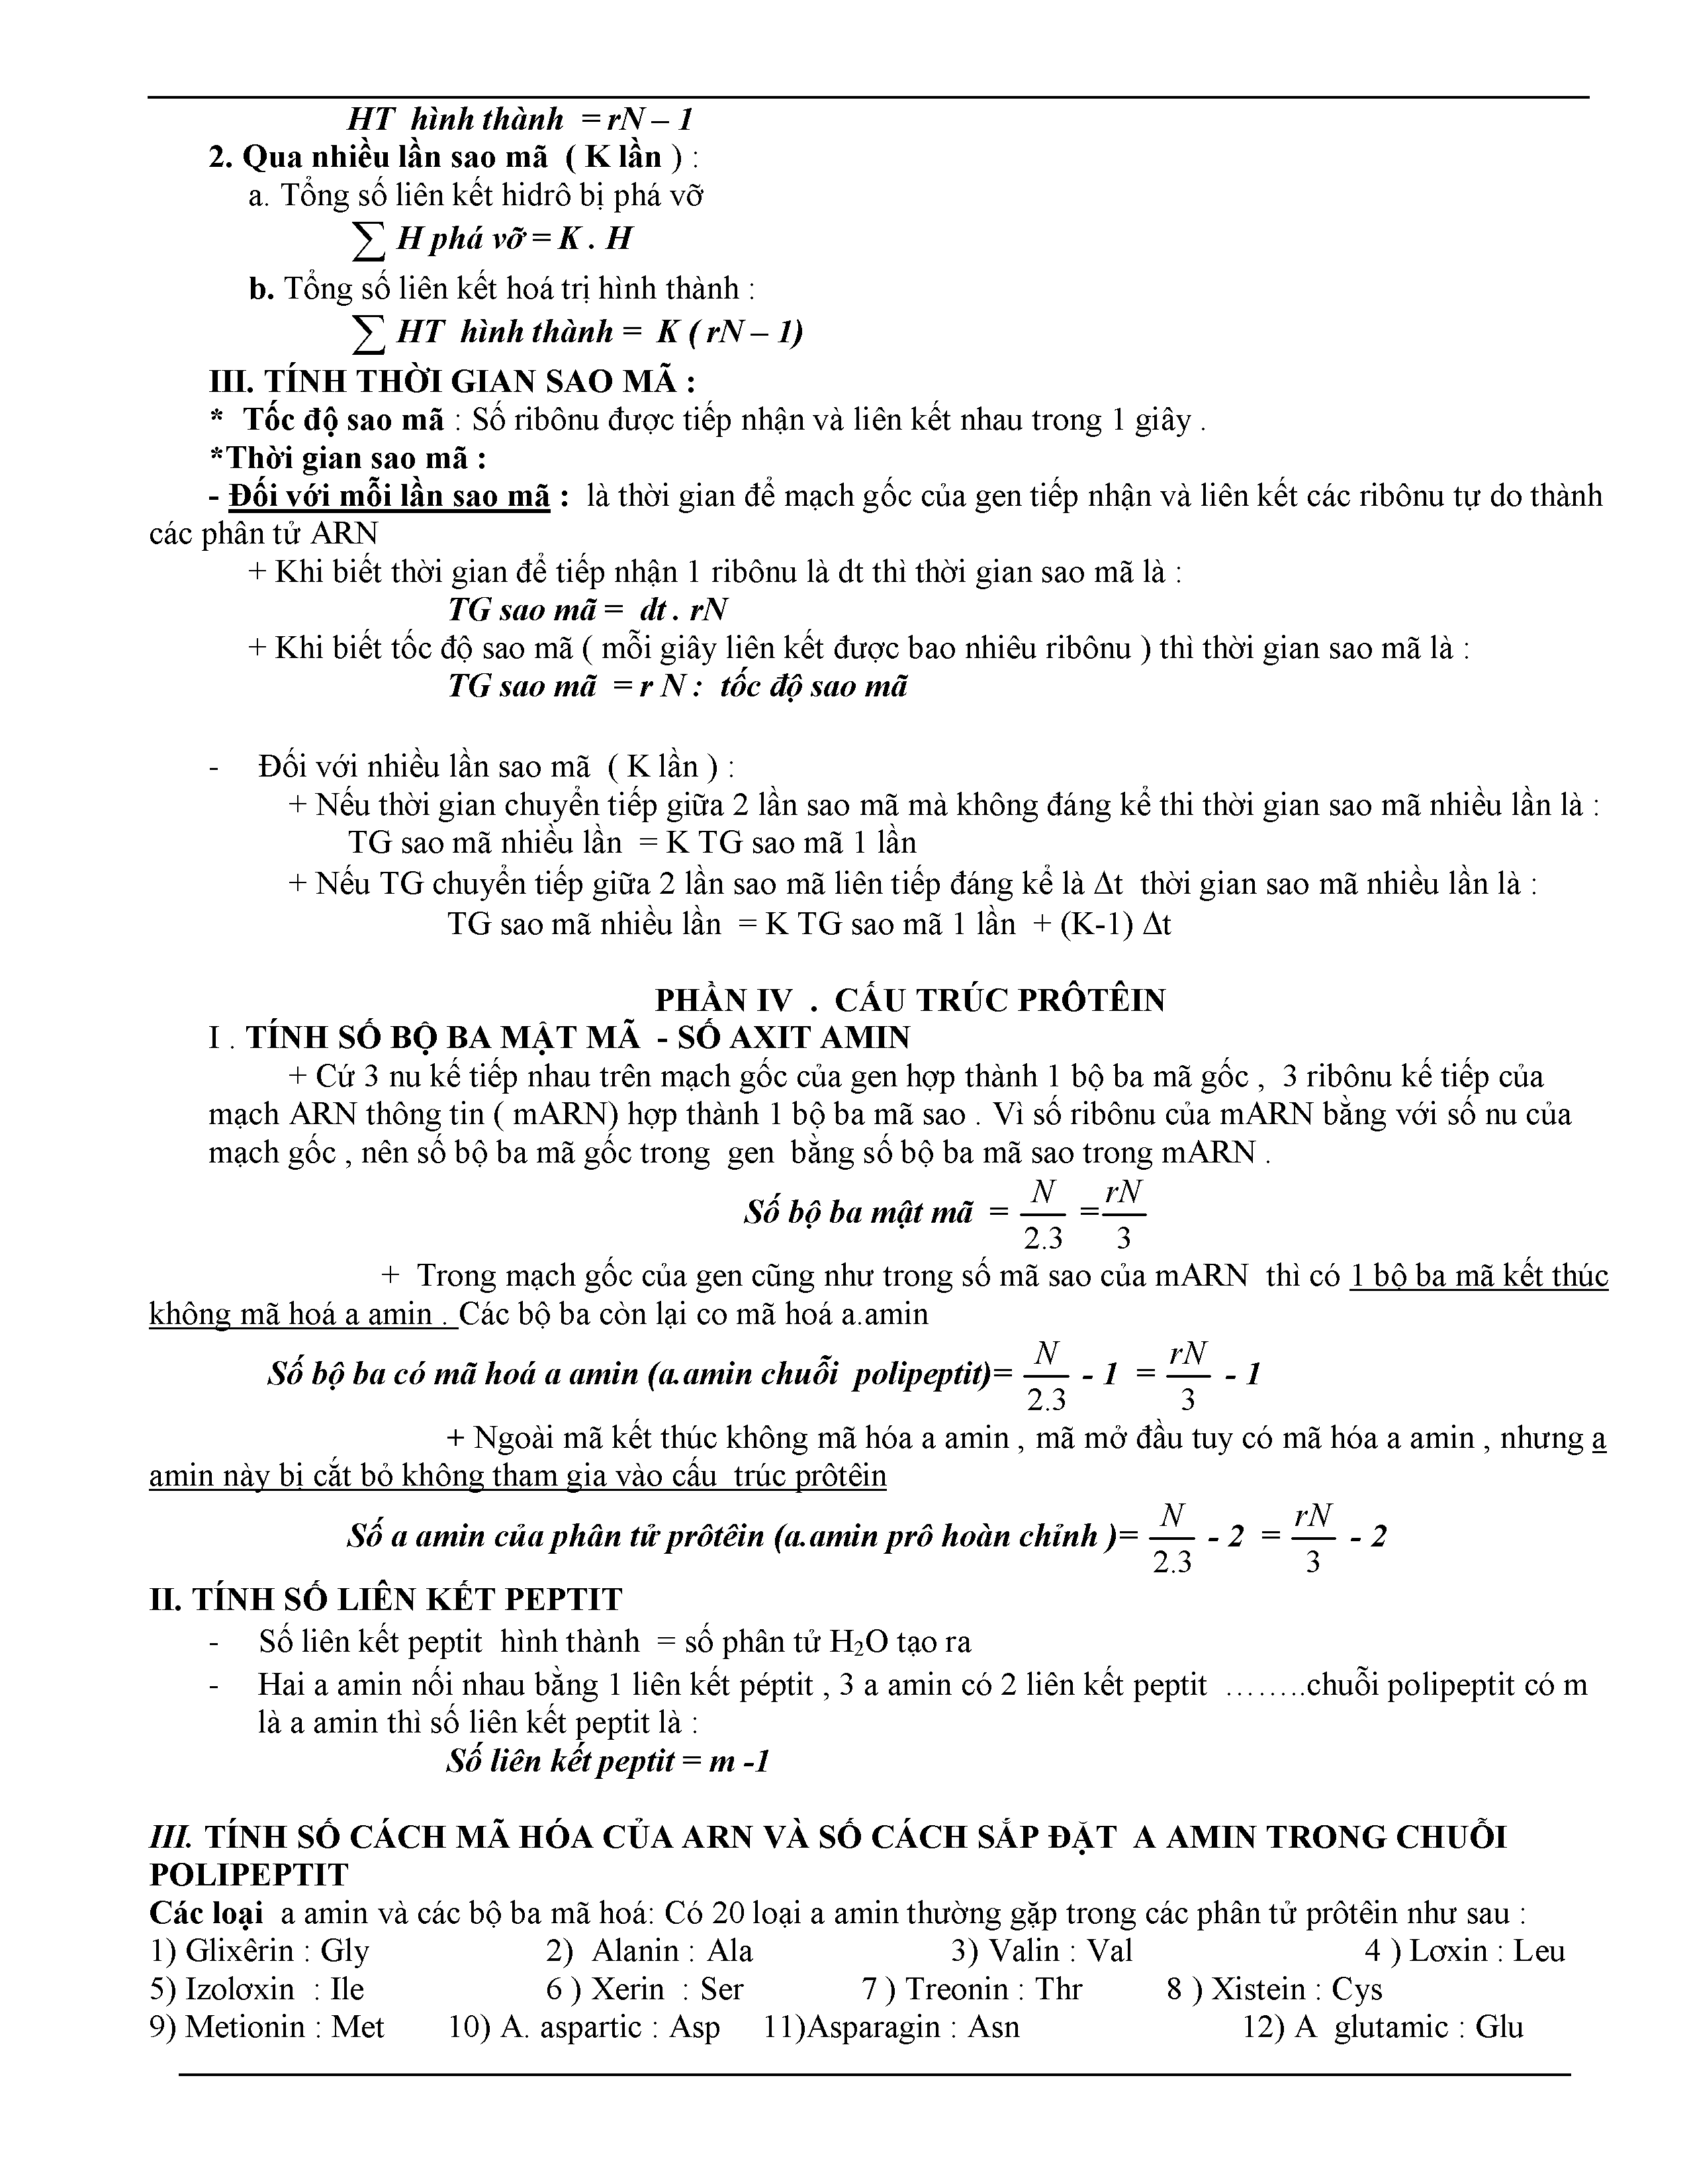 HT hình thành = rN – 1
2. Qua nhiều lần sao mã ( K lần ) :
a. Tổng số liên kết hidrô bị phá vỡ
∑ H phá vỡ = K . H
b. Tổng số liên kết hoá trị hình thành :
∑ HT hình thành = K ( rN – 1)
III. TÍNH THỜI GIAN SAO MÃ :
* Tốc độ sao mã : Số ribônu được tiếp nhận và liên kết nhau trong 1 giây .
*Thời gian sao mã :
- Đối với mỗi lần sao mã : là thời gian để mạch gốc của gen tiếp nhận và liên kết các ribônu tự do thành
các phân tử ARN
+ Khi biết thời gian để tiếp nhận 1 ribônu là dt thì thời gian sao mã là :
TG sao mã = dt . rN
+ Khi biết tốc độ sao mã ( mỗi giây liên kết được bao nhiêu ribônu ) thì thời gian sao mã là :
TG sao mã = r N : tốc độ sao mã
- Đối với nhiều lần sao mã ( K lần ) :
+ Nếu thời gian chuyển tiếp giữa 2 lần sao mã mà không đáng kể thi thời gian sao mã nhiều lần là :
TG sao mã nhiều lần = K TG sao mã 1 lần
+ Nếu TG chuyển tiếp giữa 2 lần sao mã liên tiếp đáng kể là Δt thời gian sao mã nhiều lần là :
TG sao mã nhiều lần = K TG sao mã 1 lần + (K-1) Δt
PHẦN IV . CẤU TRÚC PRÔTÊIN
I . TÍNH SỐ BỘ BA MẬT MÃ - SỐ AXIT AMIN
+ Cứ 3 nu kế tiếp nhau trên mạch gốc của gen hợp thành 1 bộ ba mã gốc , 3 ribônu kế tiếp của
mạch ARN thông tin ( mARN) hợp thành 1 bộ ba mã sao . Vì số ribônu của mARN bằng với số nu của
mạch gốc , nên số bộ ba mã gốc trong gen bằng số bộ ba mã sao trong mARN .
Số bộ ba mật mã = N/2.3 = rN/3
+ Trong mạch gốc của gen cũng như trong số mã sao của mARN thì có 1 bộ ba mã kết thúc
không mã hoá a amin . Các bộ ba còn lại co mã hoá a.amin
Số bộ ba có mã hoá a amin (a.amin chuỗi polipeptit)= N/2.3 - 1 = rN/3 - 1
+ Ngoài mã kết thúc không mã hóa a amin , mã mở đầu tuy có mã hóa a amin , nhưng a
amin này bị cắt bỏ không tham gia vào cấu trúc prôtêin
Số a amin của phân tử prôtêin (a.amin prô hoàn chỉnh )= N/2.3 - 2 = rN/3 - 2
II. TÍNH SỐ LIÊN KẾT PEPTIT
- Số liên kết peptit hình thành = số phân tử H2O tạo ra
- Hai a amin nối nhau bằng 1 liên kết péptit , 3 a amin có 2 liên kết peptit ........chuỗi polipeptit có m
là a amin thì số liên kết peptit là :
Số liên kết peptit = m -1
III. TÍNH SỐ CÁCH MÃ HÓA CỦA ARN VÀ SỐ CÁCH SẮP ĐẶT A AMIN TRONG CHUỖI
POLIPEPTIT
Các loại a amin và các bộ ba mã hoá: Có 20 loại a amin thường gặp trong các phân tử prôtêin như sau :
1) Glixêrin : Gly 2) Alanin : Ala 3) Valin : Val 4 ) Lơxin : Leu
5) Izolơxin : Ile 6 ) Xerin : Ser 7 ) Treonin : Thr 8 ) Xistein : Cys
9) Metionin : Met 10) A. aspartic : Asp 11)Asparagin : Asn 12) A glutamic : Glu